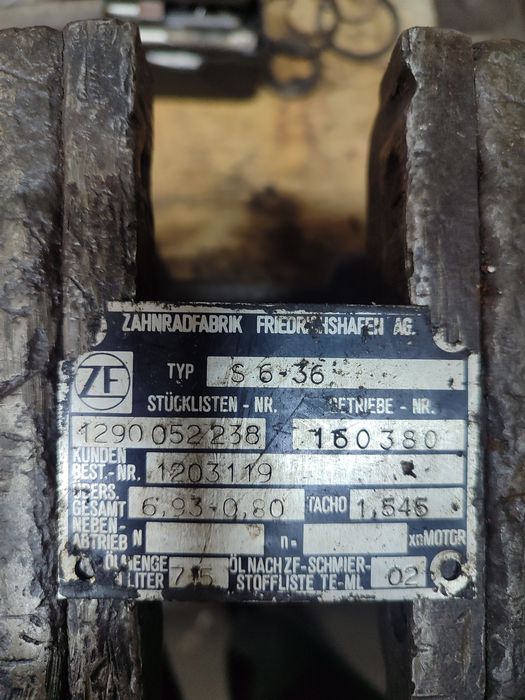 ZAHNRADFABRIK FRIEDRICHSHAFEN AG.
ZF TYP S 6-36
STÜCKLISTEN - NR. GETRIEBE - NR.
1290 052 238 160380
KUNDEN
BEST.-NR. 1203119
ÜBERS.
GESAMT 6,93-0,80 TACHO 1,545
NEBEN-
ABTRIEB N n= xnMOTOR
ÖLMENGE ÖL NACH ZF-SCHMIER-
LITER 7,5 STOFFLISTE TE-ML 02